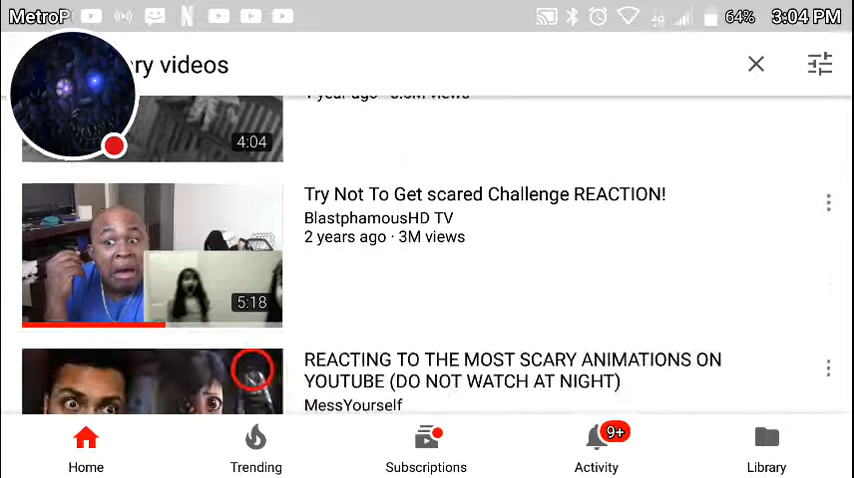 MetroP
4G
64%
3:04 PM
ry videos
4:04
Try Not To Get scared Challenge REACTION!
BlastphamousHD TV
2 years ago · 3M views
5:18
REACTING TO THE MOST SCARY ANIMATIONS ON
YOUTUBE (DO NOT WATCH AT NIGHT)
MessYourself
9+
Home
Trending
Subscriptions
Activity
Library